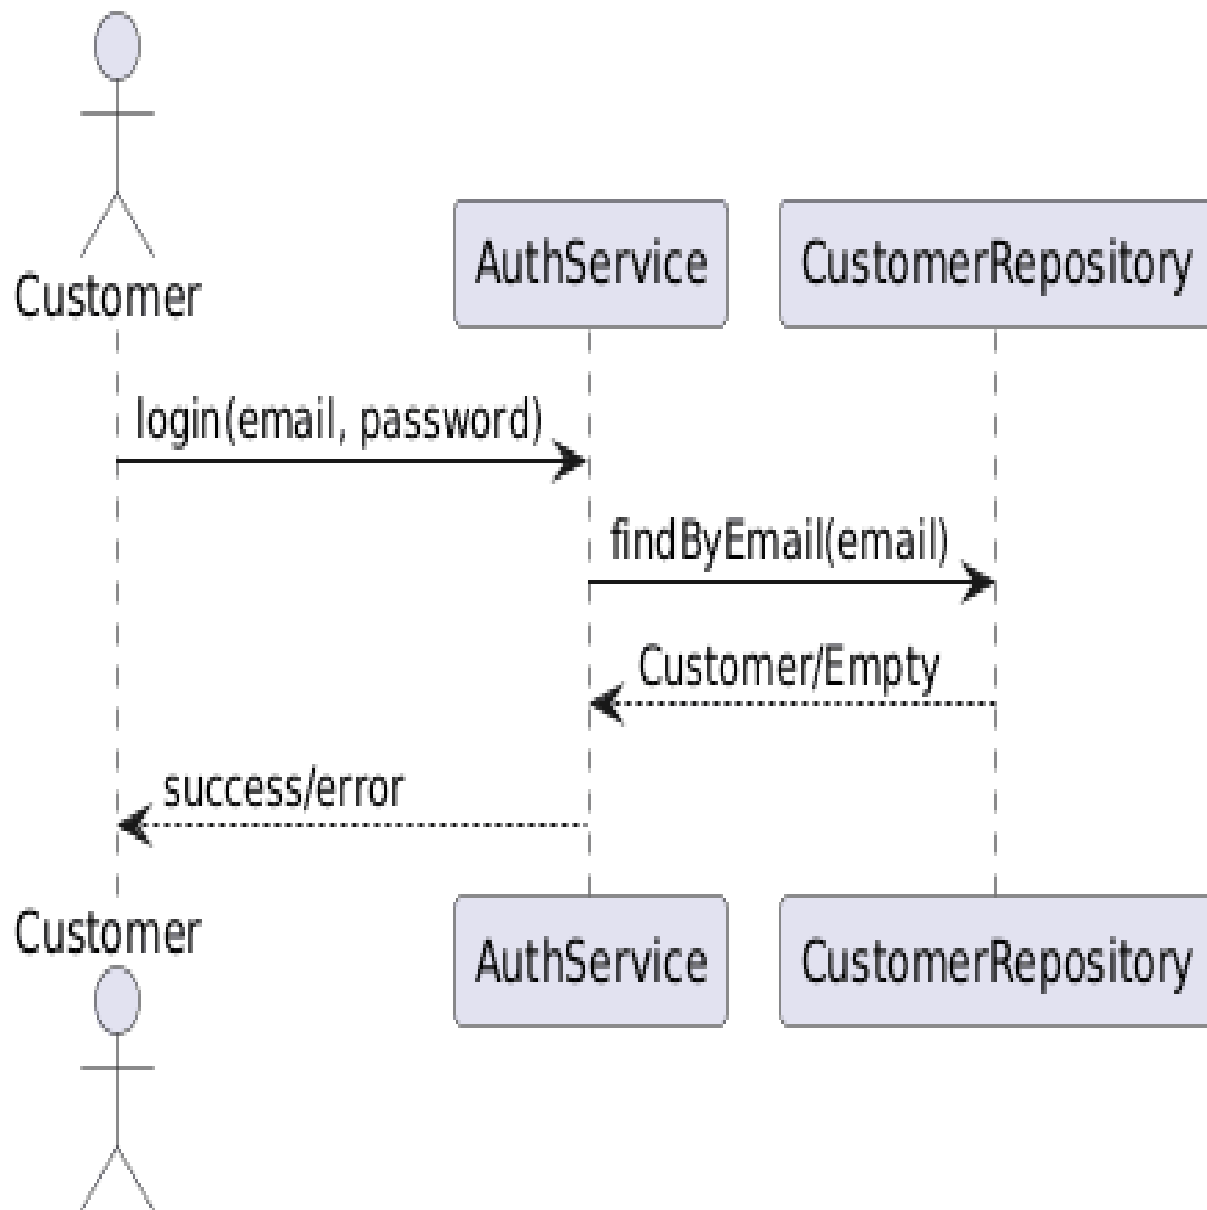 Customer
AuthService
CustomerRepository
login(email, password)
findByEmail(email)
Customer/Empty
success/error
Customer
AuthService
CustomerRepository